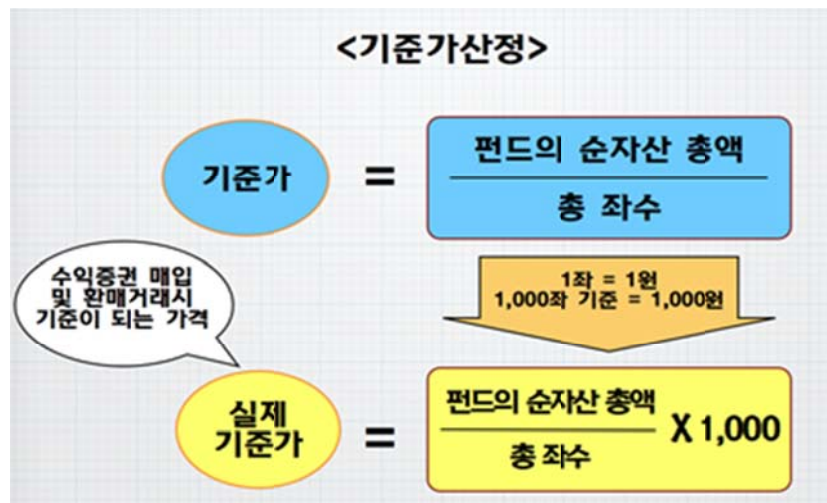 <기준가산정>
기준가
=
펀드의 순자산 총액
총 좌수
수익증권 매입
및 환매거래시
기준이 되는 가격
1좌 = 1원
1,000좌 기준 = 1,000원
실제
기준가
=
펀드의 순자산 총액
총 좌수
X 1,000